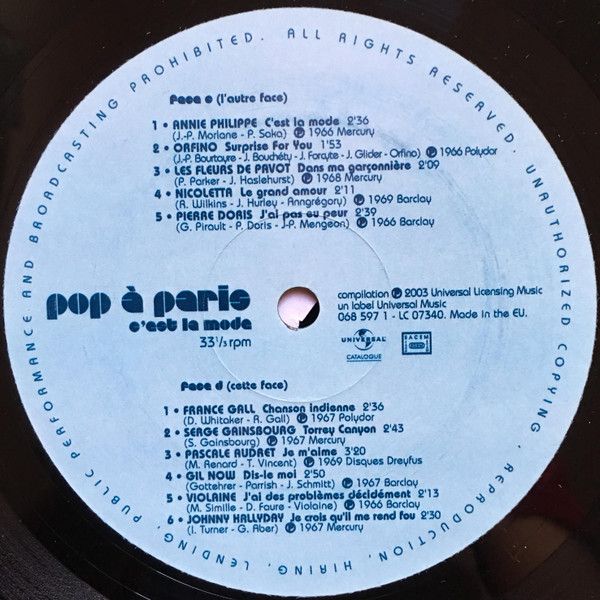 PUBLIC PERFORMANCE AND BROADCASTING PROHIBITED. ALL RIGHTS RESERVED. UNAUTHORIZED COPYING, REPRODUCTION, HIRING, LENDING,
Face c (l'autre face)
1 • ANNIE PHILIPPE C'est la mode 2'36
(J.-P. Morlane - P. Saka) ℗ 1966 Mercury
2 • ORFINO Surprise For You 1'53
(J.-P. Bourtayre - J. Bouchéty - J. Forcyte - J. Glider - Orfino) ℗ 1966 Polydor
3 • LES FLEURS DE PAVOT Dans ma garçonnière 2'09
(P. Parker - J. Haslehurst) ℗ 1968 Mercury
4 • NICOLETTA Le grand amour 2'11
(R. Wilkins - J. Hurley - Anngrégory) ℗ 1969 Barclay
5 • PIERRE DORIS J'ai pas eu peur 2'39
(G. Pirault - P. Doris - J-P Mengeon) ℗ 1966 Barclay
pop à paris
c'est la mode
33 1/3 rpm
compilation ℗ 2003 Universal Licensing Music
un label Universal Music
068 597 1 - LC 07340. Made in the EU.
UNIVERSAL
CATALOGUE
SACEM
Face d (cette face)
1 • FRANCE GALL Chanson indienne 2'36
(D. Whitaker - R. Gall) ℗ 1967 Polydor
2 • SERGE GAINSBOURG Torrey Canyon 2'43
(S. Gainsbourg) ℗ 1967 Mercury
3 • PASCALE AUDRET Je m'aime 3'20
(M. Renard - T. Vincent) ℗ 1969 Disques Dreyfus
4 • GIL NOW Dis-le moi 2'50
(Gottehrer - Parrish - J. Schmitt) ℗ 1967 Barclay
5 • VIOLAINE J'ai des problèmes décidément 2'13
(M. Simille - D. Faure - Violaine) ℗ 1966 Barclay
6 • JOHNNY HALLYDAY Je crois qu'il me rend fou 2'30
(I. Turner - G. Aber) ℗ 1967 Mercury